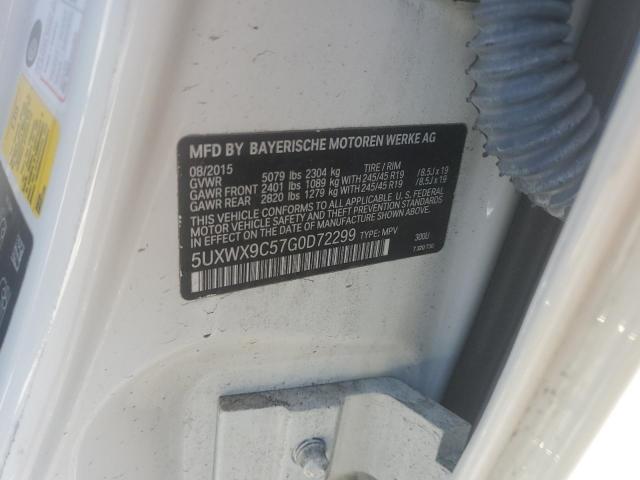 MFD BY BAYERISCHE MOTOREN WERKE AG
08/2015
GVWR 5079 lbs 2304 kg TIRE / RIM
GAWR FRONT 2401 lbs 1089 kg 245/45 R19 / 8.5J x 19
GAWR REAR 2820 lbs 1279 kg 245/45 R19 / 8.5J x 19
THIS VEHICLE CONFORMS TO ALL APPLICABLE U.S. FEDERAL
MOTOR VEHICLE SAFETY, BUMPER, AND THEFT PREVENTION STANDARDS
IN EFFECT ON THE DATE OF MANUFACTURE SHOWN ABOVE.
5UXWX9C57G0D72299 TYPE: MPV 300U